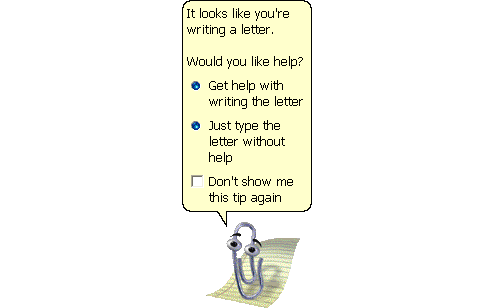 It looks like you're
writing a letter.
Would you like help?
Get help with
writing the letter
Just type the
letter without
help
Don't show me
this tip again